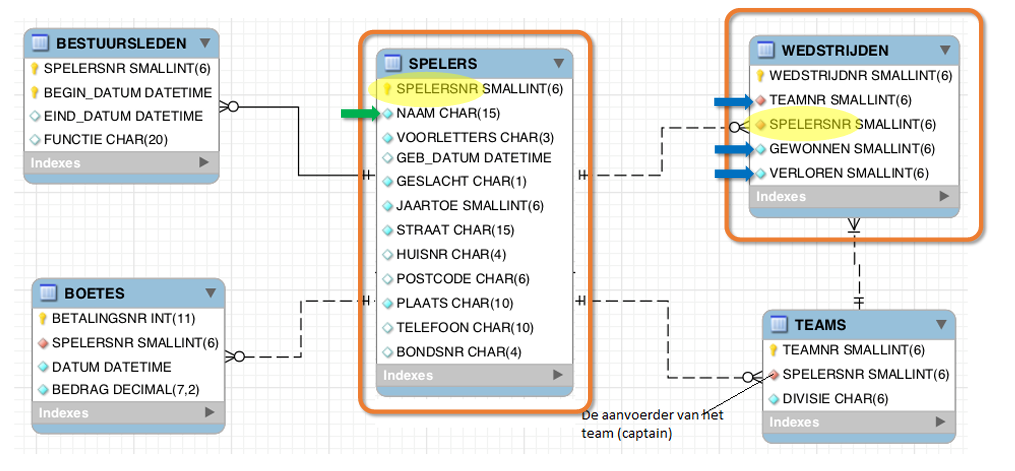 BESTUURSLEDEN
SPELERSNR SMALLINT(6)
BEGIN_DATUM DATETIME
EIND_DATUM DATETIME
FUNCTIE CHAR(20)
Indexes
SPELERS
SPELERSNR SMALLINT(6)
NAAM CHAR(15)
VOORLETTERS CHAR(3)
GEB_DATUM DATETIME
GESLACHT CHAR(1)
JAARTOE SMALLINT(6)
STRAAT CHAR(15)
HUISNR CHAR(4)
POSTCODE CHAR(6)
PLAATS CHAR(10)
TELEFOON CHAR(10)
BONDSNR CHAR(4)
Indexes
WEDSTRIJDEN
WEDSTRIJDNR SMALLINT(6)
TEAMNR SMALLINT(6)
SPELERSNR SMALLINT(6)
GEWONNEN SMALLINT(6)
VERLOREN SMALLINT(6)
Indexes
BOETES
BETALINGSNR INT(11)
SPELERSNR SMALLINT(6)
DATUM DATETIME
BEDRAG DECIMAL(7,2)
Indexes
TEAMS
TEAMNR SMALLINT(6)
SPELERSNR SMALLINT(6)
DIVISIE CHAR(6)
Indexes
De aanvoerder van het
team (captain)